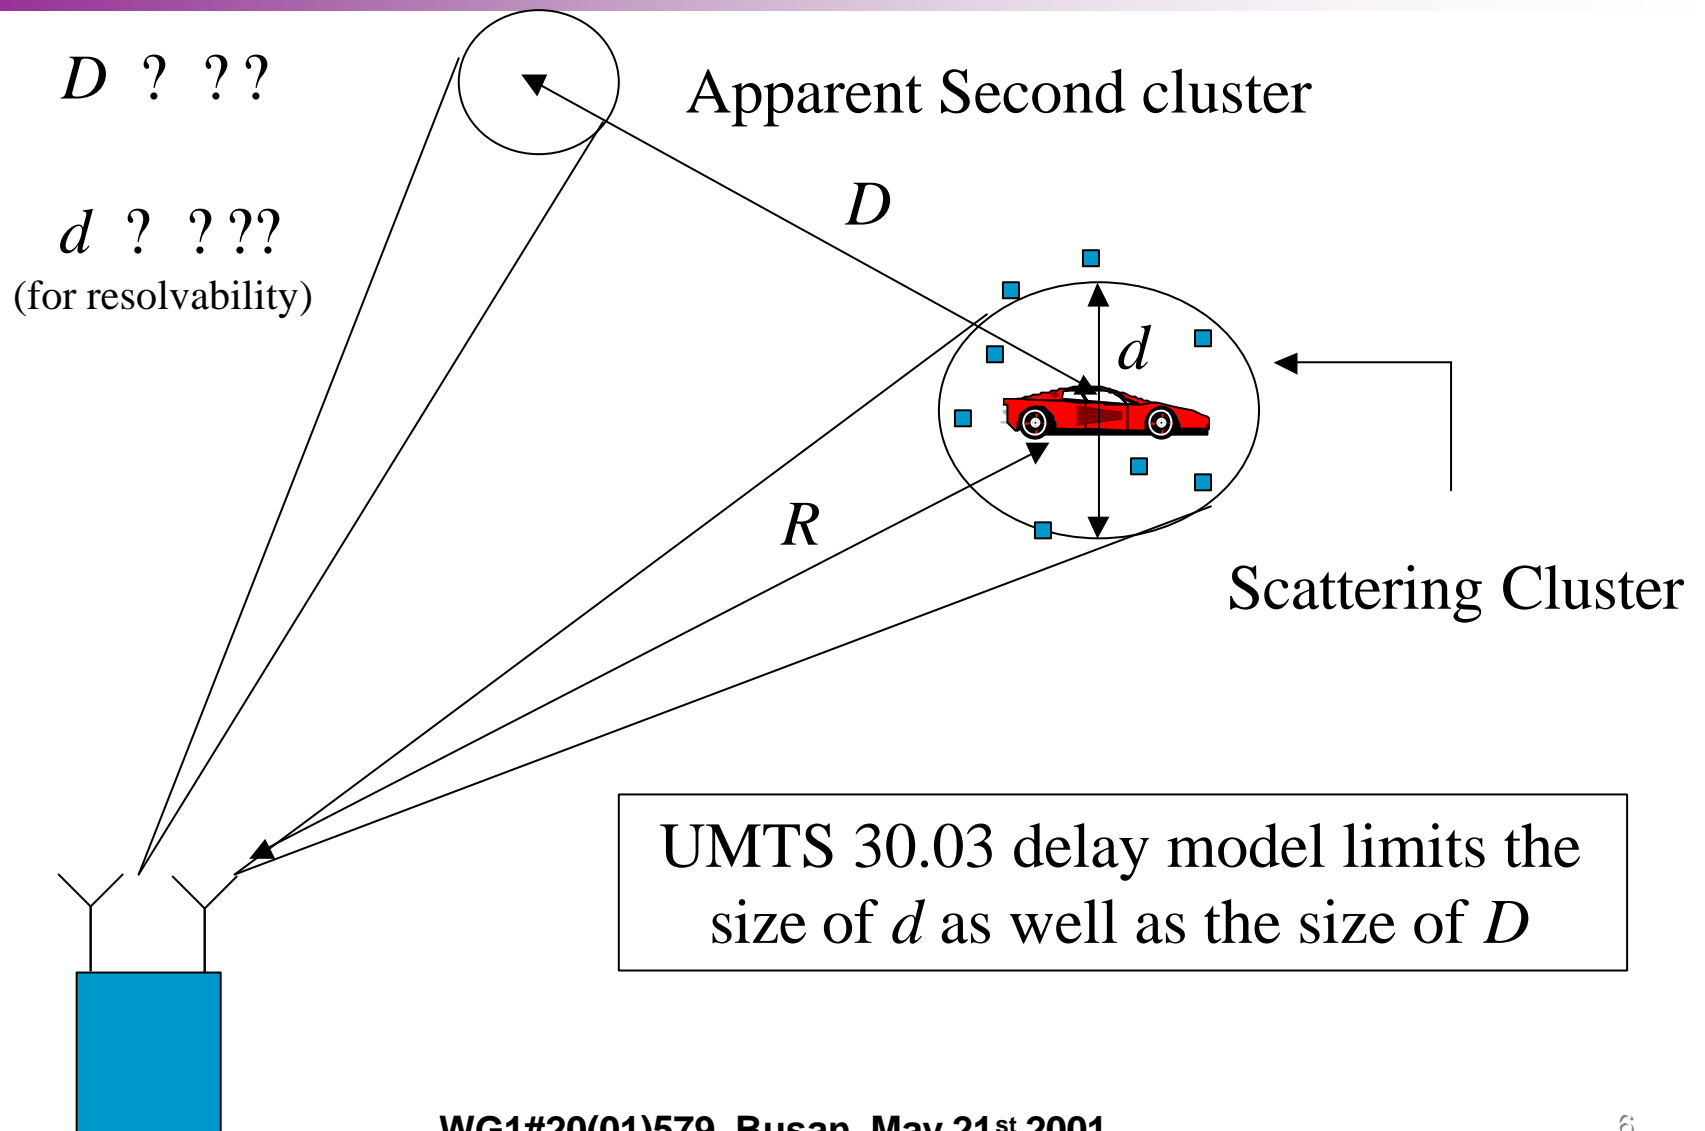 D ? ??
Apparent Second cluster
D
d ? ???
(for resolvability)
d
R
Scattering Cluster
UMTS 30.03 delay model limits the
size of d as well as the size of D
WG1#20(01)579, Busan, May 21st 2001
6